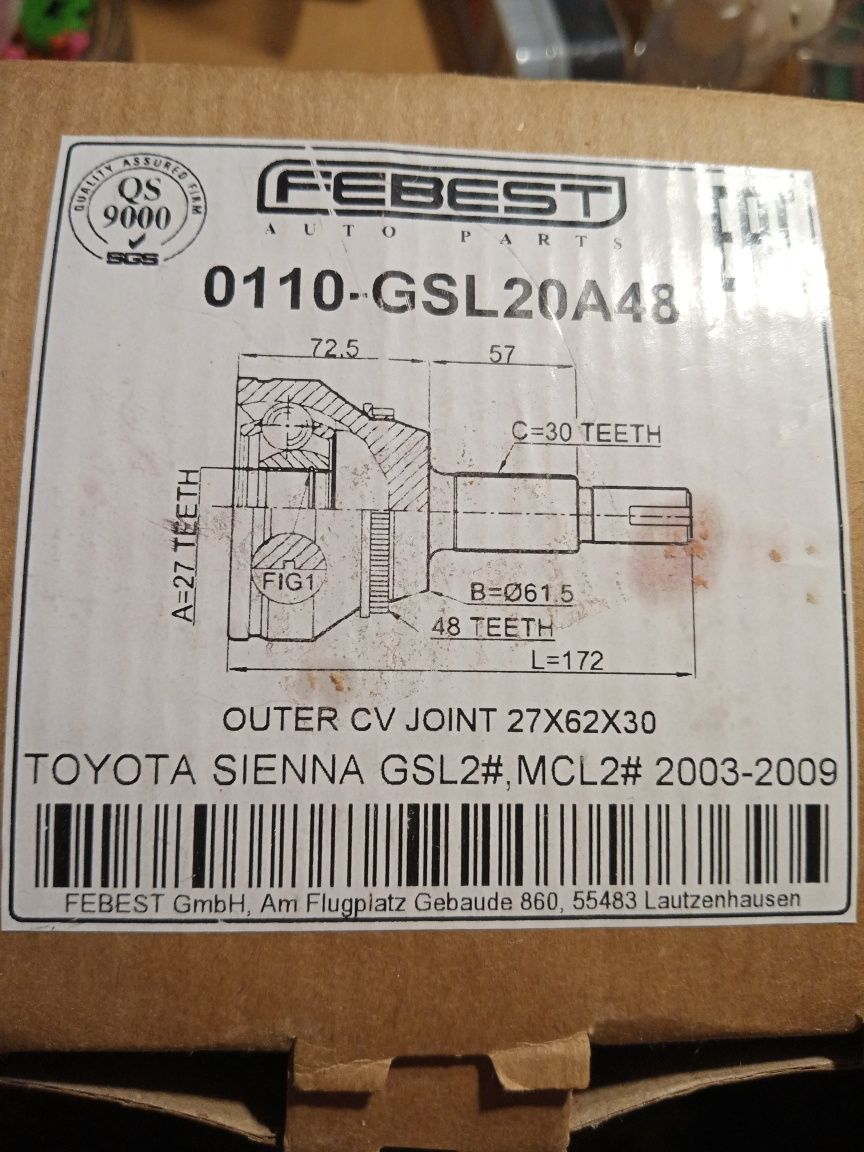 QUALITY ASSURED FIRM
QS
9000
SGS
FEBEST
AUTO PARTS
0110-GSL20A48
72.5
57
C=30 TEETH
A=27 TEETH
FIG1
B=Ø61.5
48 TEETH
L=172
OUTER CV JOINT 27X62X30
TOYOTA SIENNA GSL2#,MCL2# 2003-2009
FEBEST GmbH, Am Flugplatz Gebaude 860, 55483 Lautzenhausen